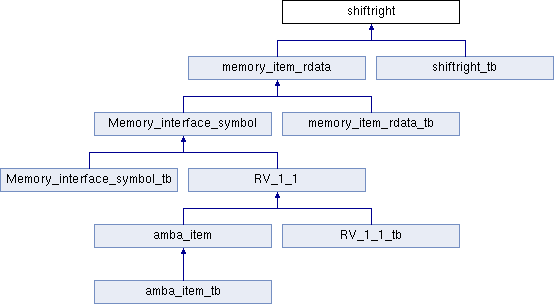 shiftright
memory_item_rdata
shiftright_tb
Memory_interface_symbol
memory_item_rdata_tb
Memory_interface_symbol_tb
RV_1_1
amba_item
RV_1_1_tb
amba_item_tb